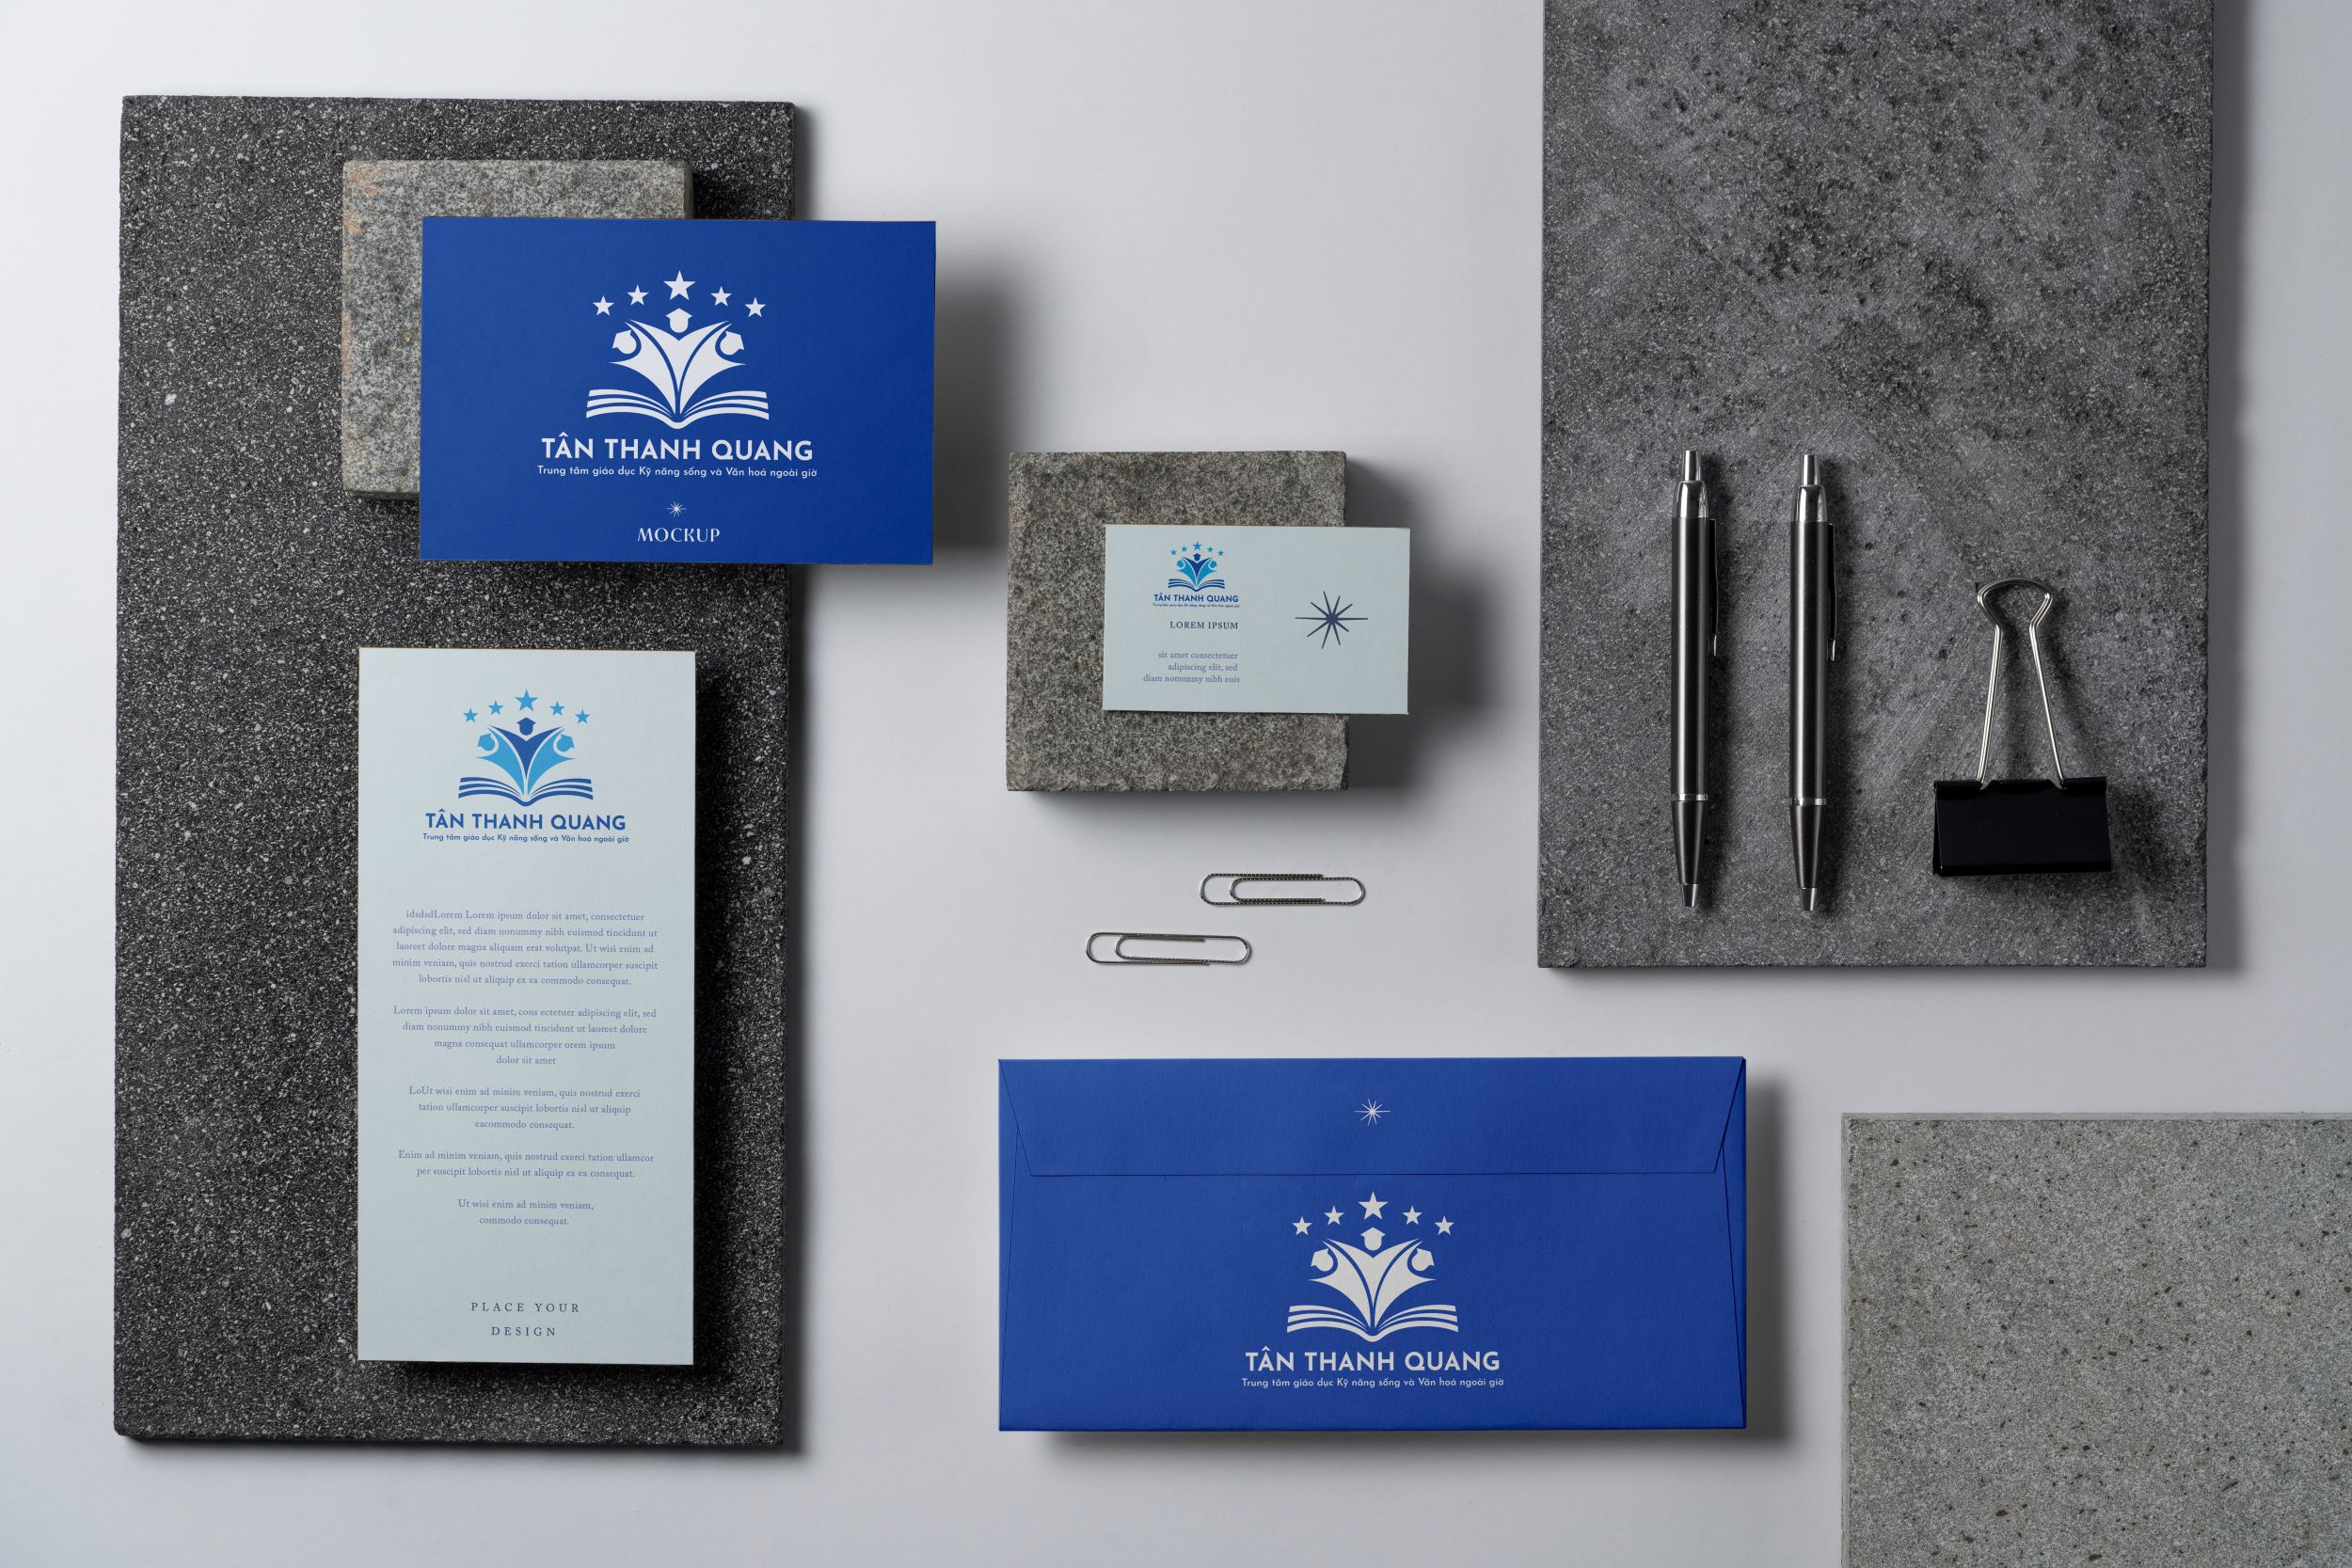 TÂN THANH QUANG
Trung tâm giáo dục Kỹ năng sống và Văn hoá ngoài giờ
MOCKUP
TÂN THANH QUANG
Trung tâm giáo dục Kỹ năng sống và Văn hoá ngoài giờ
LOREM IPSUM
sit amet consectetuer
adipiscing elit, sed
diam nonummy nibh euis
TÂN THANH QUANG
Trung tâm giáo dục Kỹ năng sống và Văn hoá ngoài giờ
idsdsdLorem Lorem ipsum dolor sit amet, consectetuer
adipiscing elit, sed diam nonummy nibh euismod tincidunt ut
laoreet dolore magna aliquam erat volutpat. Ut wisi enim ad
minim veniam, quis nostrud exerci tation ullamcorper suscipit
lobortis nisl ut aliquip ex ea commodo consequat.
Lorem ipsum dolor sit amet, cons ectetuer adipiscing elit, sed
diam nonummy nibh euismod tincidunt ut laoreet dolore
magna consequat ullamcorper orem ipsum
dolor sit amet
LoUt wisi enim ad minim veniam, quis nostrud exerci
tation ullamcorper suscipit lobortis nisl ut aliquip
eacommodo consequat.
Enim ad minim veniam, quis nostrud exerci tation ullamcor
per suscipit lobortis nisl ut aliquip ex ea consequat.
Ut wisi enim ad minim veniam,
commodo consequat.
PLACE YOUR
DESIGN
TÂN THANH QUANG
Trung tâm giáo dục Kỹ năng sống và Văn hoá ngoài giờ